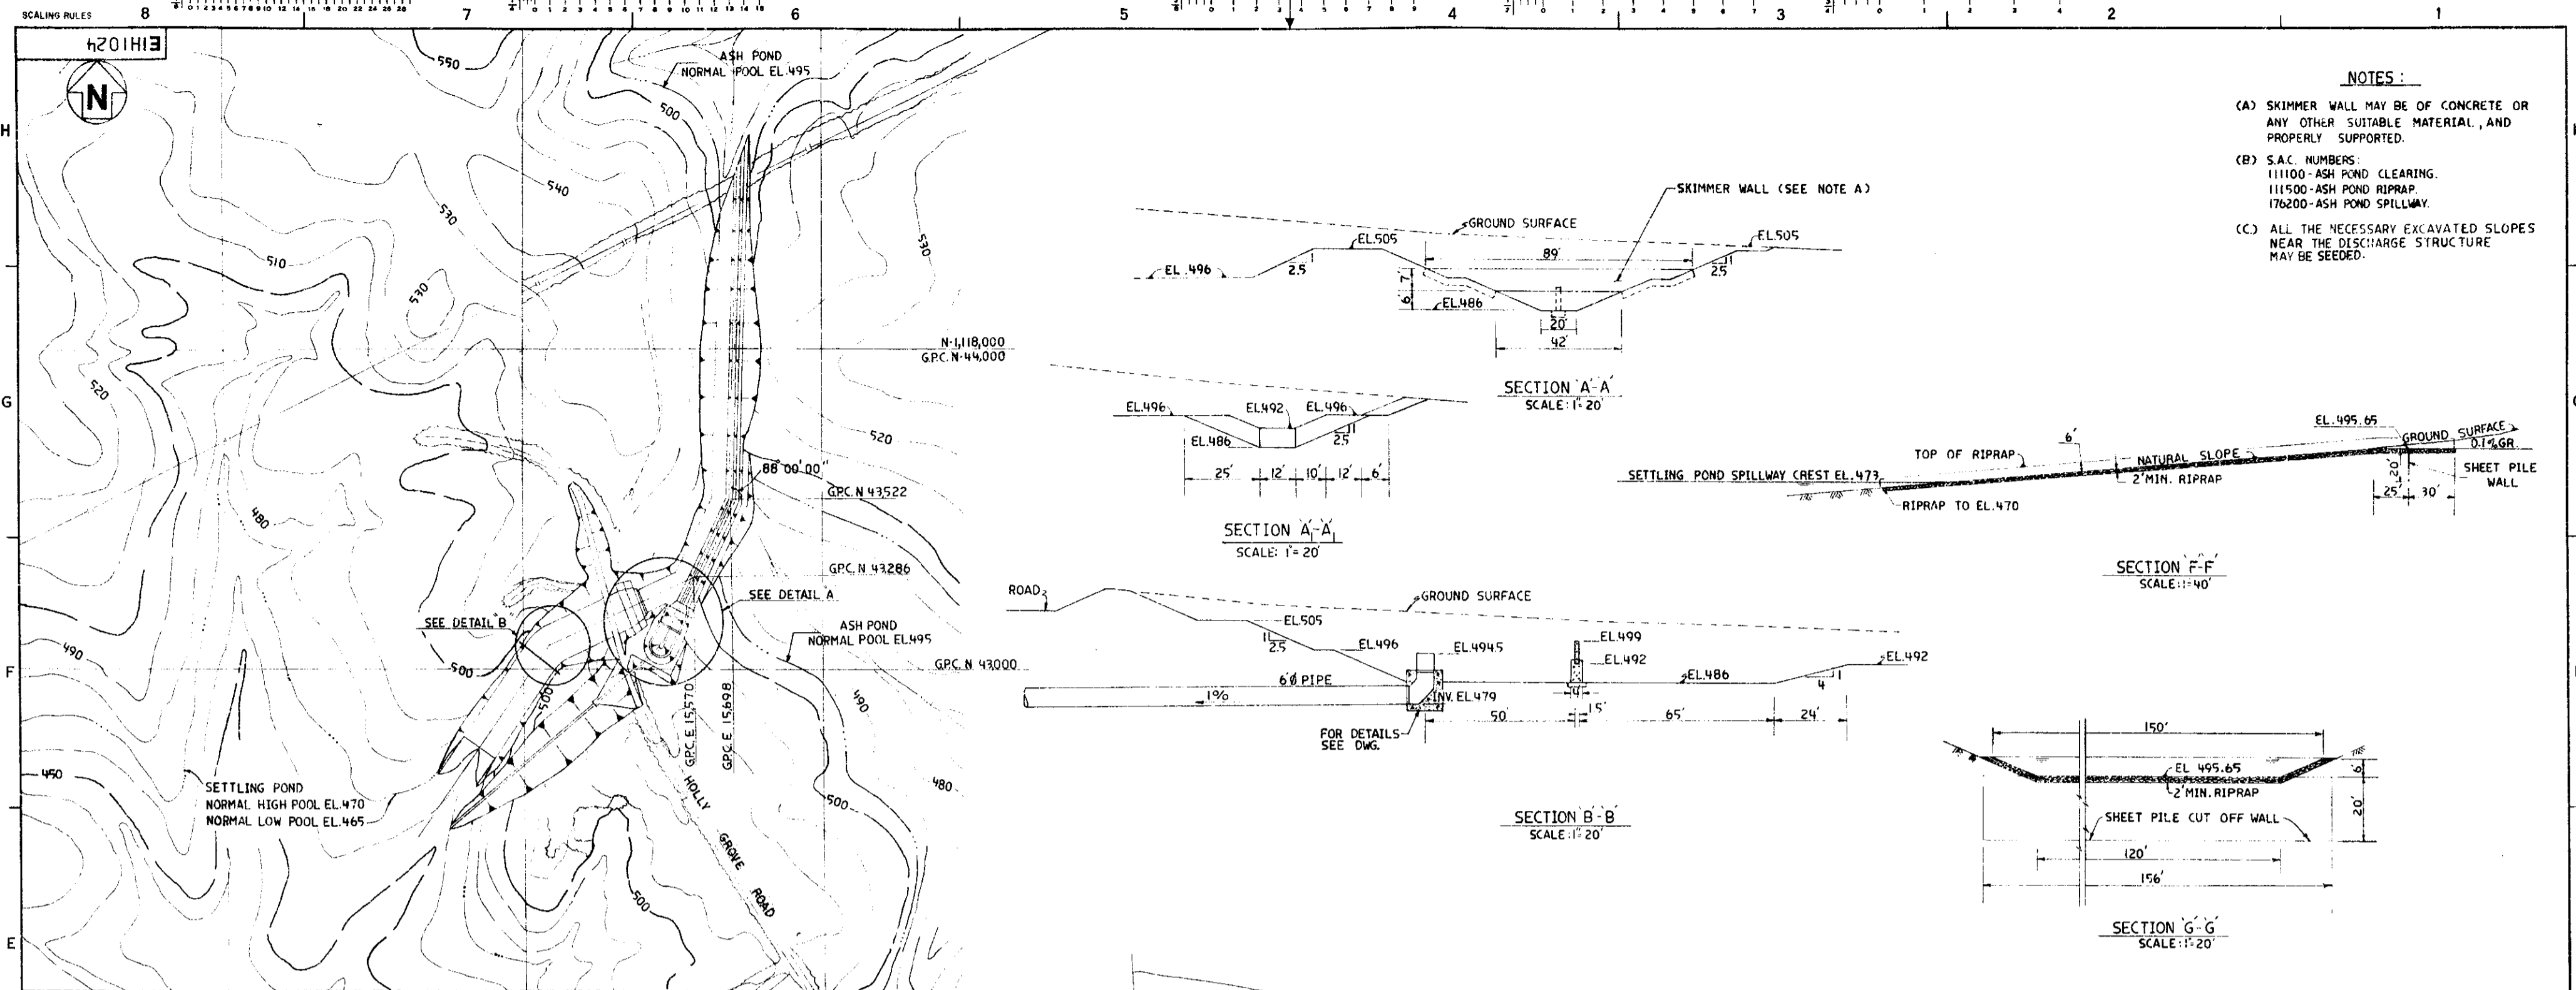 SCALING RULES
8 7 6 5 4 3 2 1
E1H1024
N
H
G
F
E
ASH POND
NORMAL POOL EL.495
550
500
540
530
510
530
530
520
520
480
490
450
500
500
500
500
490
480
N-1,118,000
G.P.C. N-44,000
88°00'00"
G.P.C. N 43,522
G.P.C. N 43,286
SEE DETAIL A
SEE DETAIL B
ASH POND
NORMAL POOL EL.495
G.P.C. N 43,000
G.P.C. E 15,570
G.P.C. E 15,698
SETTLING POND
NORMAL HIGH POOL EL.470
NORMAL LOW POOL EL.465
HOLLY GROVE ROAD
SKIMMER WALL (SEE NOTE A)
GROUND SURFACE
EL.505
EL.505
89'
EL.496
2.5
1
2.5
7'
6'
EL.486
20'
42'
SECTION 'A'-'A'
SCALE: 1"=20'
EL.496
EL.492
EL.496
EL.486
2.5
1
25' 12' 10' 12' 6'
SECTION A1-A1
SCALE: 1"=20'
ROAD
GROUND SURFACE
EL.505
1
2.5
EL.496
EL.494.5
EL.499
EL.492
EL.486
EL.492
6'Ø PIPE
1%
INV. EL.479
4'
1
4
50' 1.5' 65' 24'
FOR DETAILS
SEE DWG.
SECTION 'B'-'B'
SCALE: 1"=20'
NOTES :
(A) SKIMMER WALL MAY BE OF CONCRETE OR
ANY OTHER SUITABLE MATERIAL, AND
PROPERLY SUPPORTED.
(B) S.A.C. NUMBERS:
111100-ASH POND CLEARING.
111500-ASH POND RIPRAP.
176200-ASH POND SPILLWAY.
(C) ALL THE NECESSARY EXCAVATED SLOPES
NEAR THE DISCHARGE STRUCTURE
MAY BE SEEDED.
EL.495.65
GROUND SURFACE
0.1% GR.
6'
TOP OF RIPRAP
NATURAL SLOPE
SETTLING POND SPILLWAY CREST EL.473
2' MIN. RIPRAP
20'
SHEET PILE
WALL
25' 30'
RIPRAP TO EL.470
SECTION 'F'-'F'
SCALE: 1"=40'
150'
EL 495.65
6'
2' MIN. RIPRAP
20'
SHEET PILE CUT OFF WALL
120'
156'
SECTION 'G'-'G'
SCALE: 1"=20'